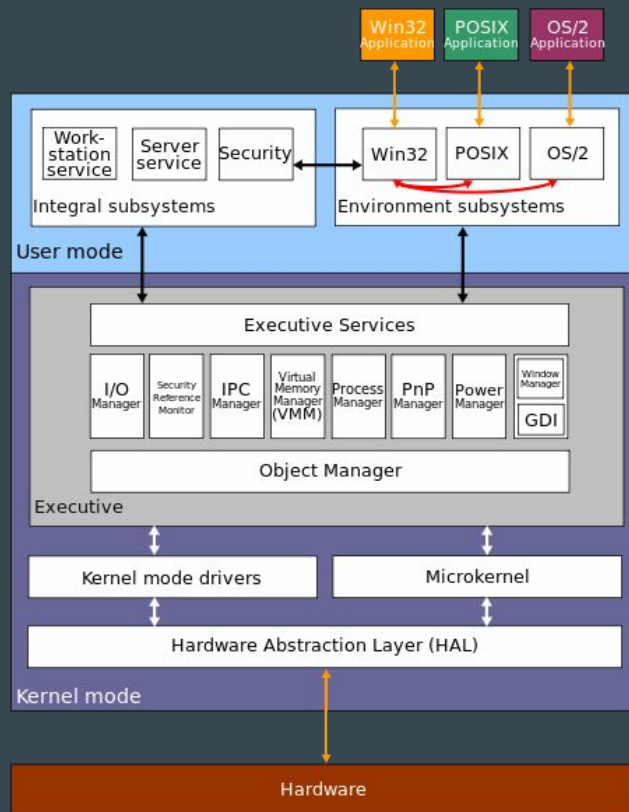 Win32
Application
POSIX
Application
OS/2
Application
Work-
station
service
Server
service
Security
Integral subsystems
Win32
POSIX
OS/2
Environment subsystems
User mode
Executive Services
I/O
Manager
Security
Reference
Monitor
IPC
Manager
Virtual
Memory
Manager
(VMM)
Process
Manager
PnP
Manager
Power
Manager
Window
Manager
GDI
Object Manager
Executive
Kernel mode drivers
Microkernel
Hardware Abstraction Layer (HAL)
Kernel mode
Hardware